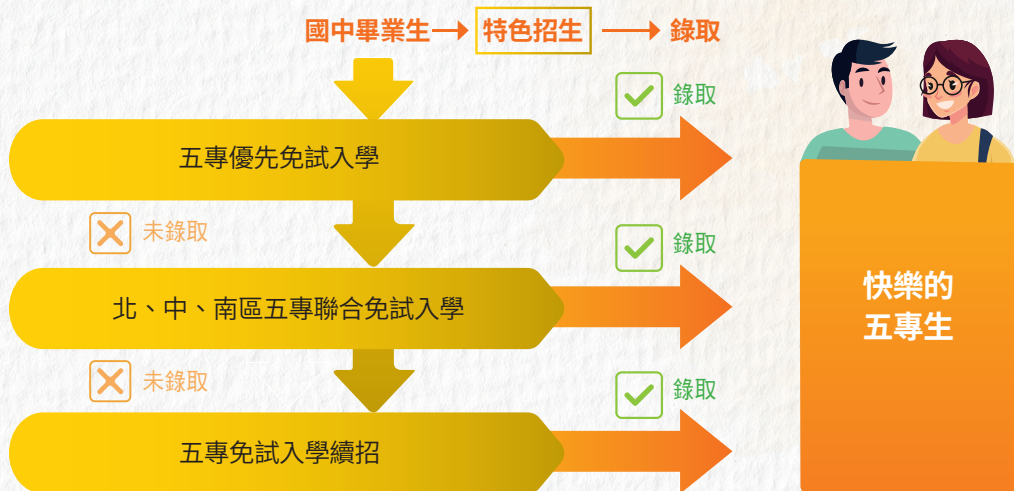 國中畢業生 特色招生 錄取
錄取
五專優先免試入學
未錄取
錄取
北、中、南區五專聯合免試入學
未錄取
錄取
五專免試入學續招
快樂的
五專生